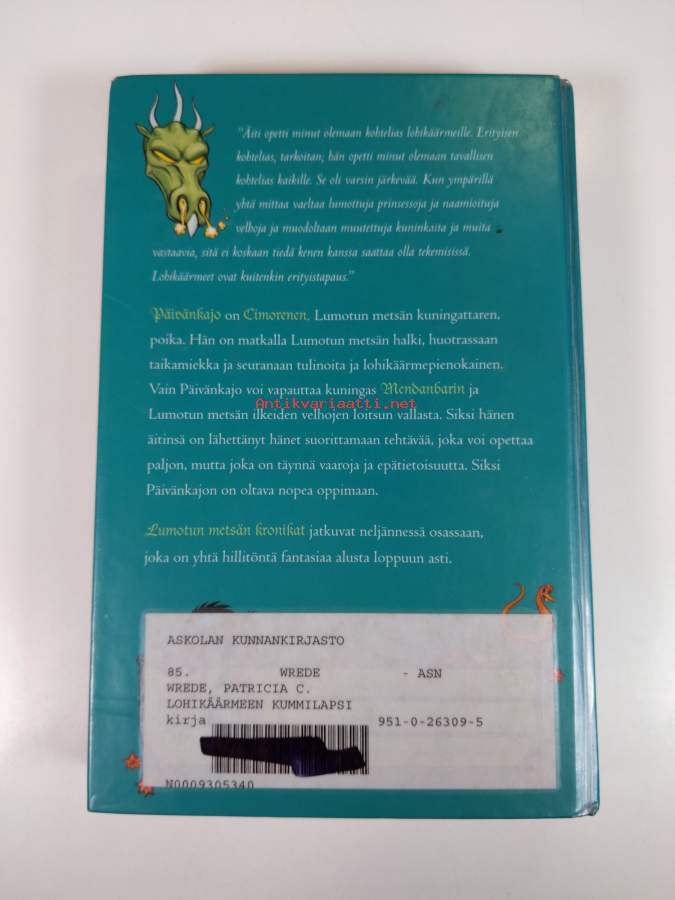 "Äiti opetti minut olemaan kohtelias lohikäärmeille. Erityisen
kohtelias, tarkoitan; hän opetti minut olemaan tavallisen
kohtelias kaikille. Se oli varsin järkevää. Kun ympärillä
yhtä mittaa vaeltaa lumottuja prinsessoja ja naamioituja
velhoja ja muodoltaan muutettuja kuninkaita ja muita
vastaavia, sitä ei koskaan tiedä kenen kanssa saattaa olla tekemisissä.
Lohikäärmeet ovat kuitenkin erityistapaus."
Päivänkajo on Cimorenen, Lumotun metsän kuningattaren,
poika. Hän on matkalla Lumotun metsän halki, huotrassaan
taikamiekka ja seuranaan tulinoita ja lohikäärmepienokainen.
Vain Päivänkajo voi vapauttaa kuningas Mendanbarin ja
Antikvariaatti.net
Lumotun metsän ilkeiden velhojen loitsun vallasta. Siksi hänen
äitinsä on lähettänyt hänet suorittamaan tehtävää, joka voi opettaa
paljon, mutta joka on täynnä vaaroja ja epätietoisuutta. Siksi
Päivänkajon on oltava nopea oppimaan.
Lumotun metsän kronikat jatkuvat neljännessä osassaan,
joka on yhtä hillitöntä fantasiaa alusta loppuun asti.
ASKOLAN KUNNANKIRJASTO
85. WREDE - ASN
WREDE, PATRICIA C.
LOHIKÄÄRMEEN KUMMILAPSI
kirja 951-0-26309-5
N0009305340